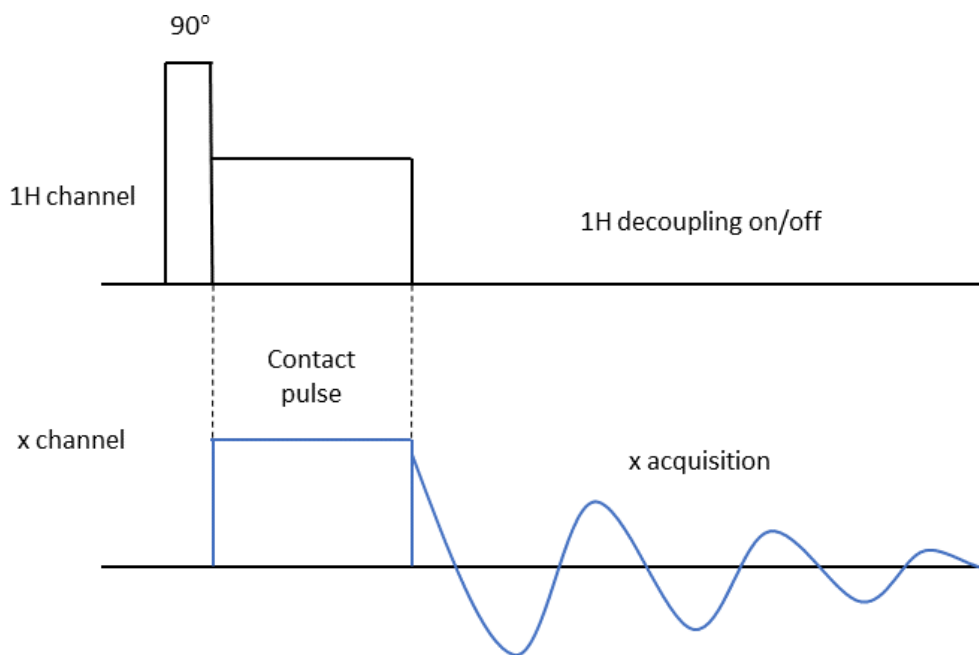 90°
1H channel
1H decoupling on/off
Contact
pulse
x channel
x acquisition